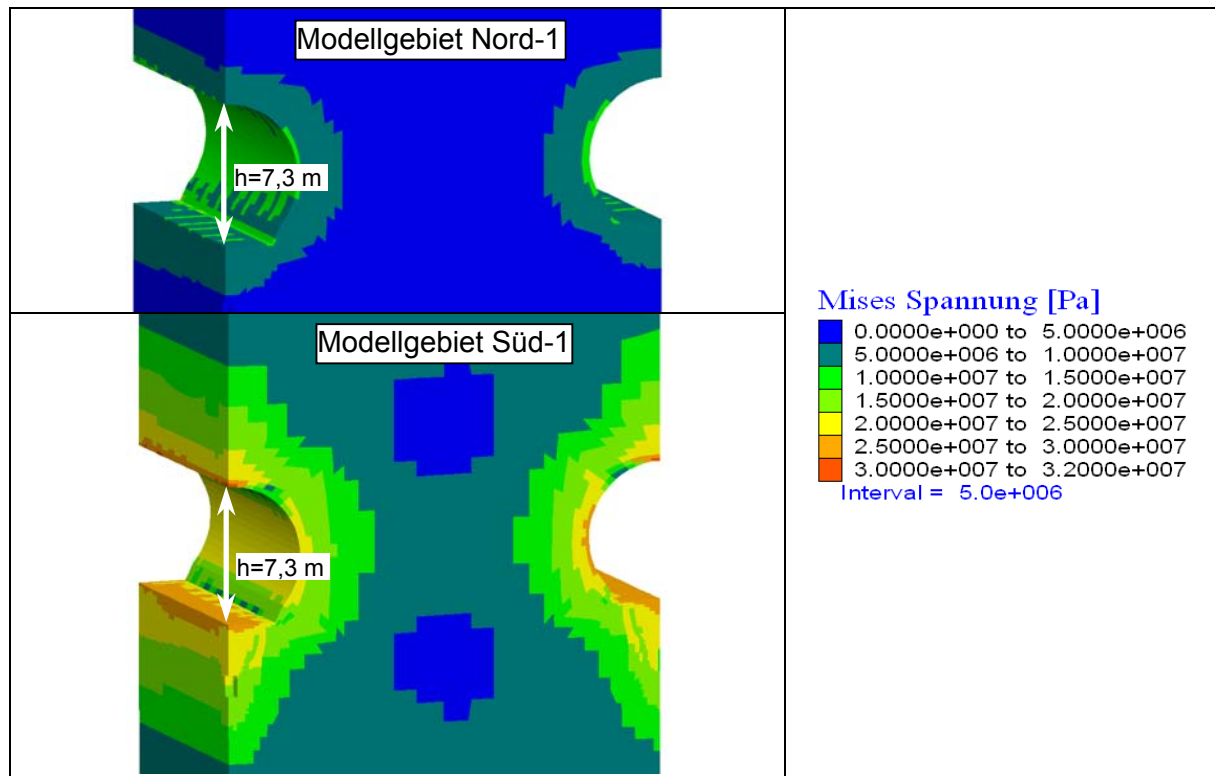 Modellgebiet Nord-1
h=7,3 m
Modellgebiet Süd-1
h=7,3 m
Mises Spannung [Pa]
0.0000e+000 to 5.0000e+006
5.0000e+006 to 1.0000e+007
1.0000e+007 to 1.5000e+007
1.5000e+007 to 2.0000e+007
2.0000e+007 to 2.5000e+007
2.5000e+007 to 3.0000e+007
3.0000e+007 to 3.2000e+007
Interval = 5.0e+006